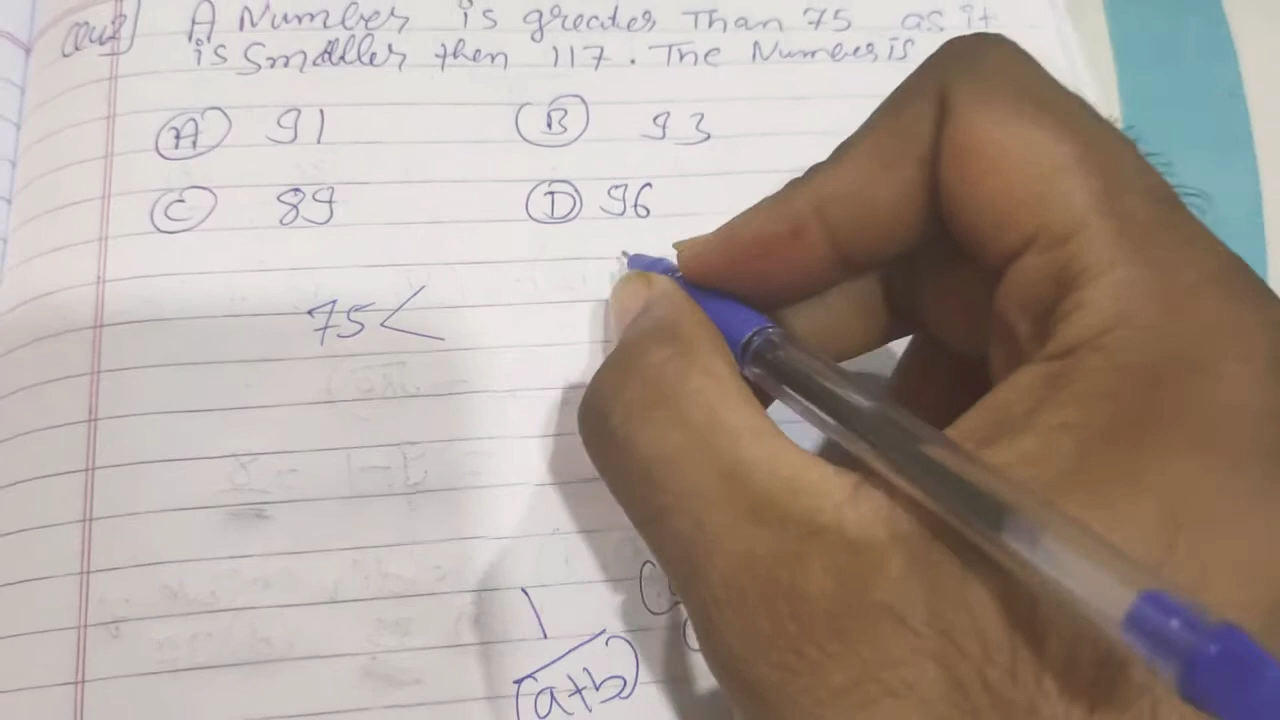 Que2] A Number is greater Than 75 as it
is Smaller then 117. The Number is
(A) 91 (B) 93
(C) 89 (D) 96
75<
1
(a+b)